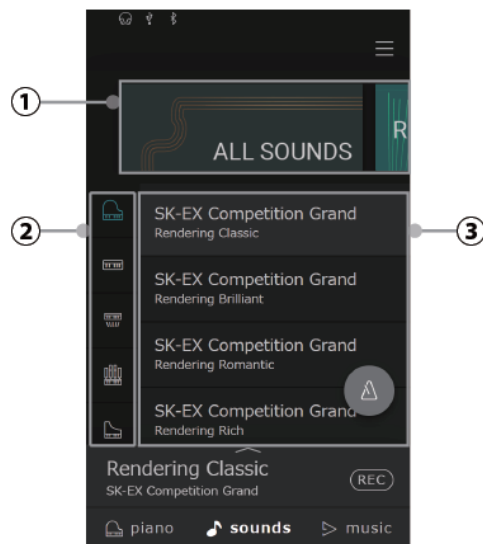 ①
ALL SOUNDS
R
②
③
SK-EX Competition Grand
Rendering Classic
SK-EX Competition Grand
Rendering Brilliant
SK-EX Competition Grand
Rendering Romantic
SK-EX Competition Grand
Rendering Rich
Rendering Classic
SK-EX Competition Grand
REC
piano
sounds
music